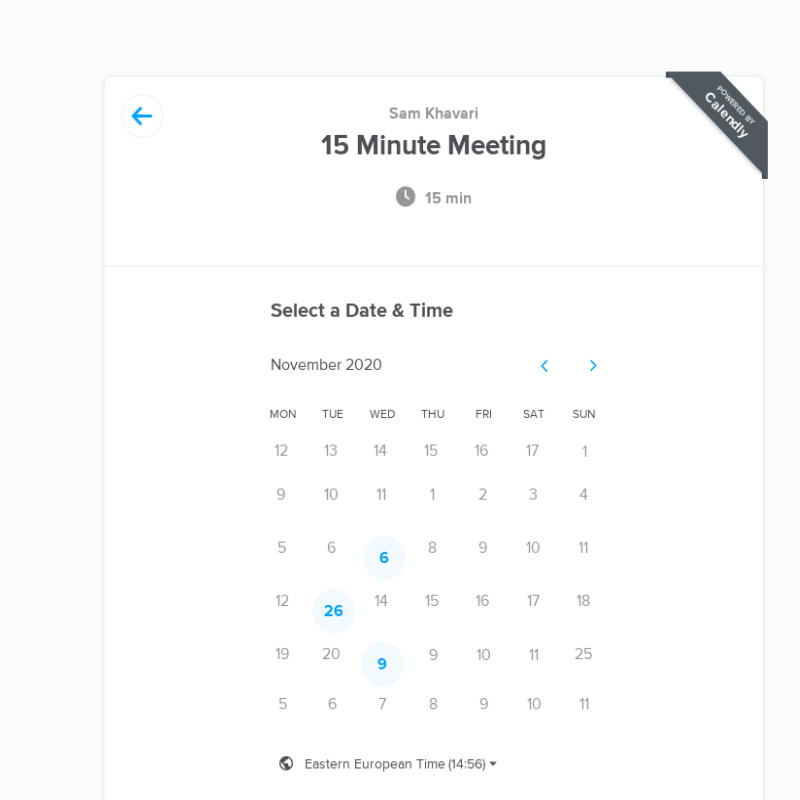 POWERED BY
Calendly
Sam Khavari
15 Minute Meeting
15 min
Select a Date & Time
November 2020
MON TUE WED THU FRI SAT SUN
12 13 14 15 16 17 1
9 10 11 1 2 3 4
5 6 6 8 9 10 11
12 26 14 15 16 17 18
19 20 9 9 10 11 25
5 6 7 8 9 10 11
Eastern European Time (14:56)